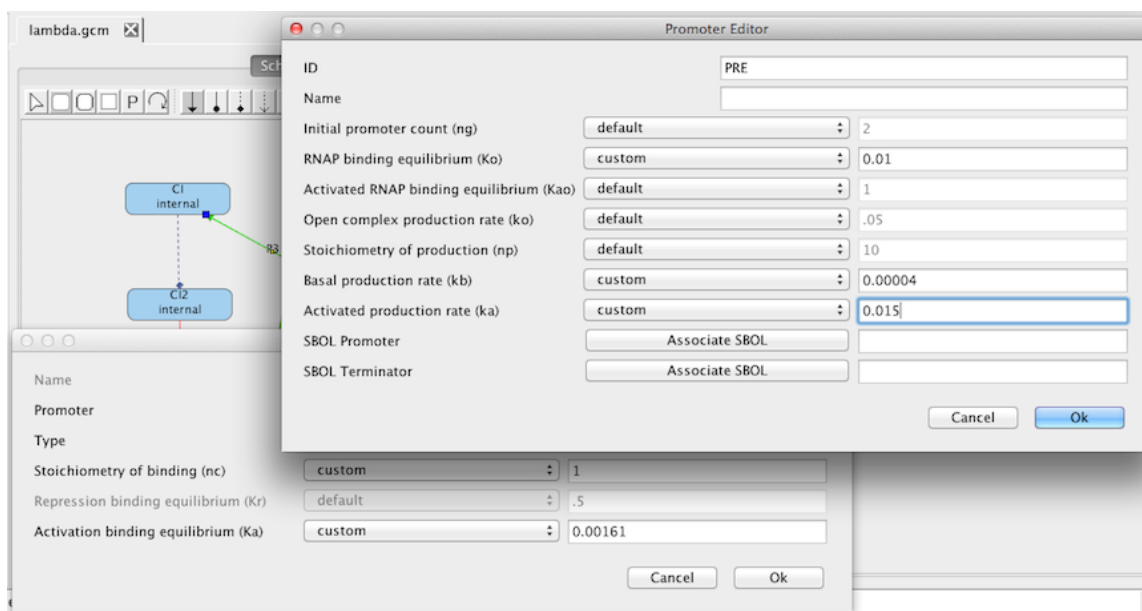 lambda.gcm
Promoter Editor
Sch
P
ID PRE
Name
Initial promoter count (ng) default 2
RNAP binding equilibrium (Ko) custom 0.01
Activated RNAP binding equilibrium (Kao) default 1
Open complex production rate (ko) default .05
Stoichiometry of production (np) default 10
Basal production rate (kb) custom 0.00004
Activated production rate (ka) custom 0.015
SBOL Promoter Associate SBOL
SBOL Terminator Associate SBOL
Cancel Ok
CI
internal
R3
CI2
internal
Name
Promoter
Type
Stoichiometry of binding (nc) custom 1
Repression binding equilibrium (Kr) default .5
Activation binding equilibrium (Ka) custom 0.00161
Cancel Ok